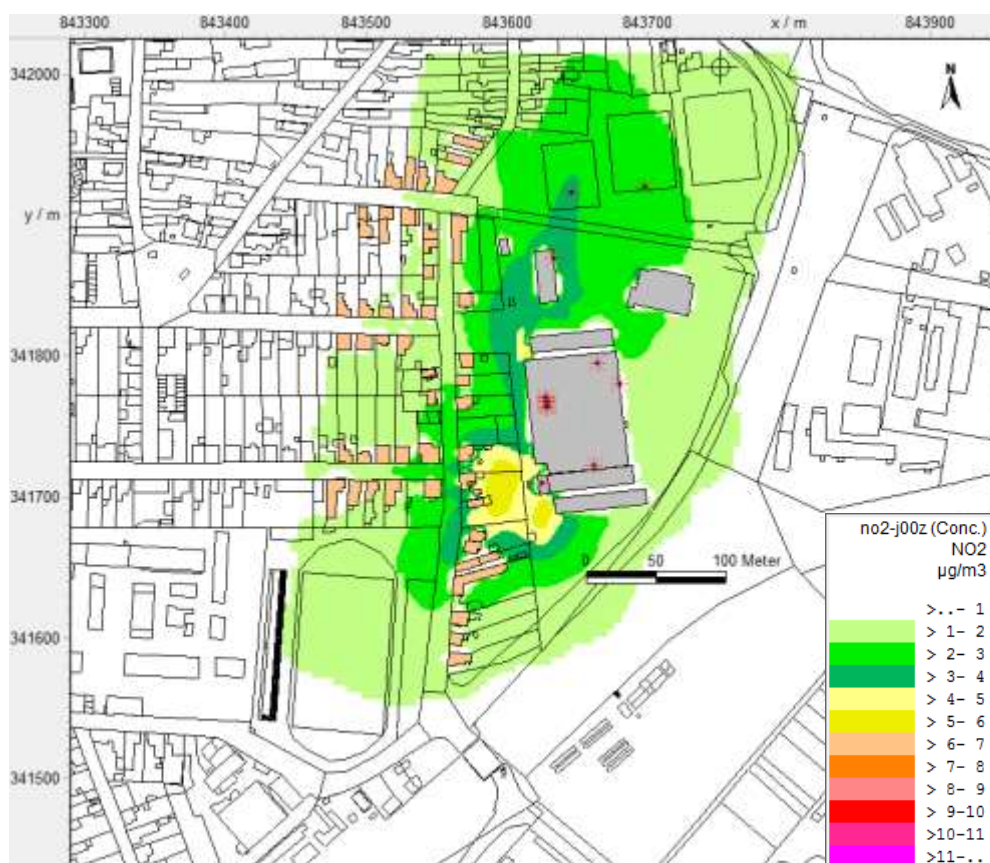 843300 843400 843500 843600 843700 x / m 843900
342000
N
y / m
341800
341700
0 50 100 Meter
341600
341500
no2-j00z (Conc.)
NO2
µg/m3
>..- 1
> 1- 2
> 2- 3
> 3- 4
> 4- 5
> 5- 6
> 6- 7
> 7- 8
> 8- 9
> 9-10
>10-11
>11-..